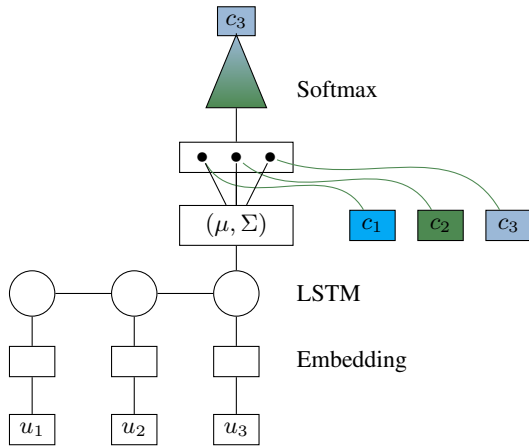 c₃
Softmax
(μ, Σ)
c₁ c₂ c₃
LSTM
Embedding
u₁ u₂ u₃